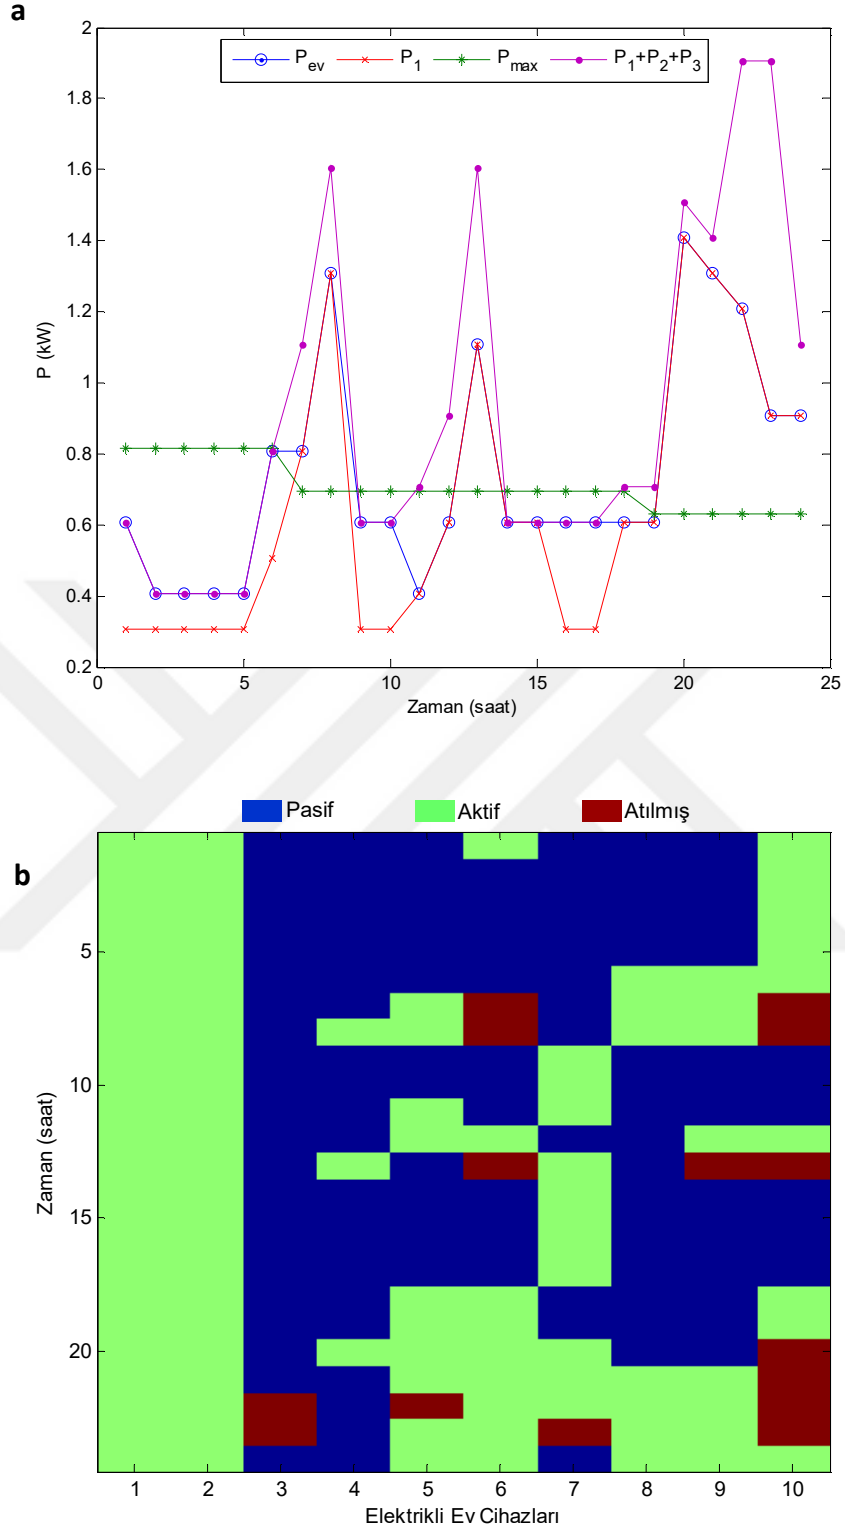 a
P_ev P_1 P_max P_1+P_2+P_3
2
1.8
1.6
1.4
1.2
1
0.8
0.6
0.4
0.2
P (kW)
0 5 10 15 20 25
Zaman (saat)
Pasif Aktif Atılmış
b
5
10
15
20
Zaman (saat)
1 2 3 4 5 6 7 8 9 10
Elektrikli Ev Cihazları